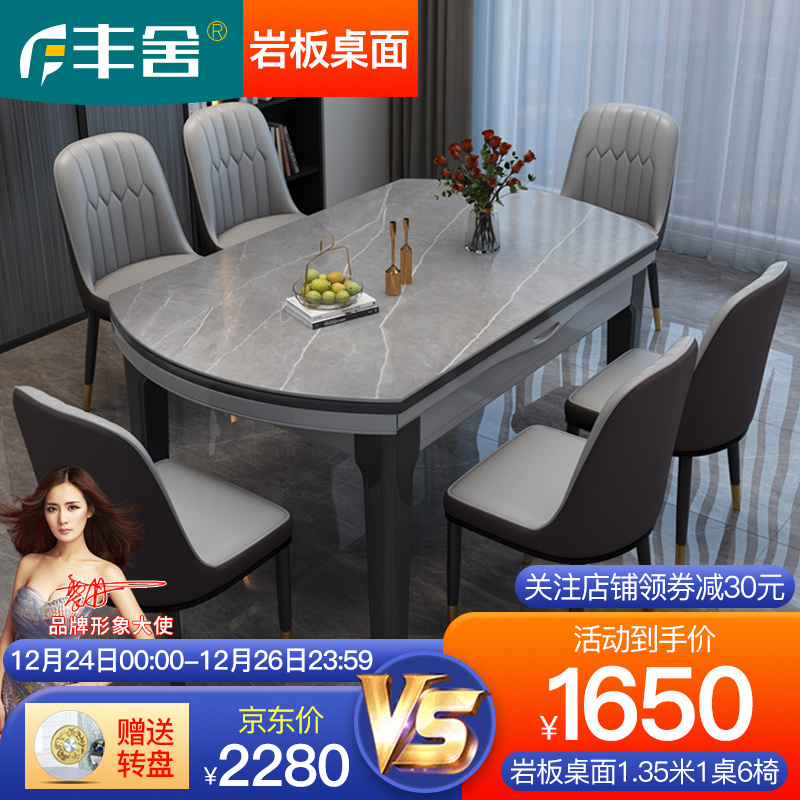 丰舍®
岩板桌面
品牌形象大使
关注店铺领券减30元
12月24日00:00-12月26日23:59
活动到手价
¥1650
赠送
转盘
京东价
¥2280
VS
岩板桌面1.35米1桌6椅